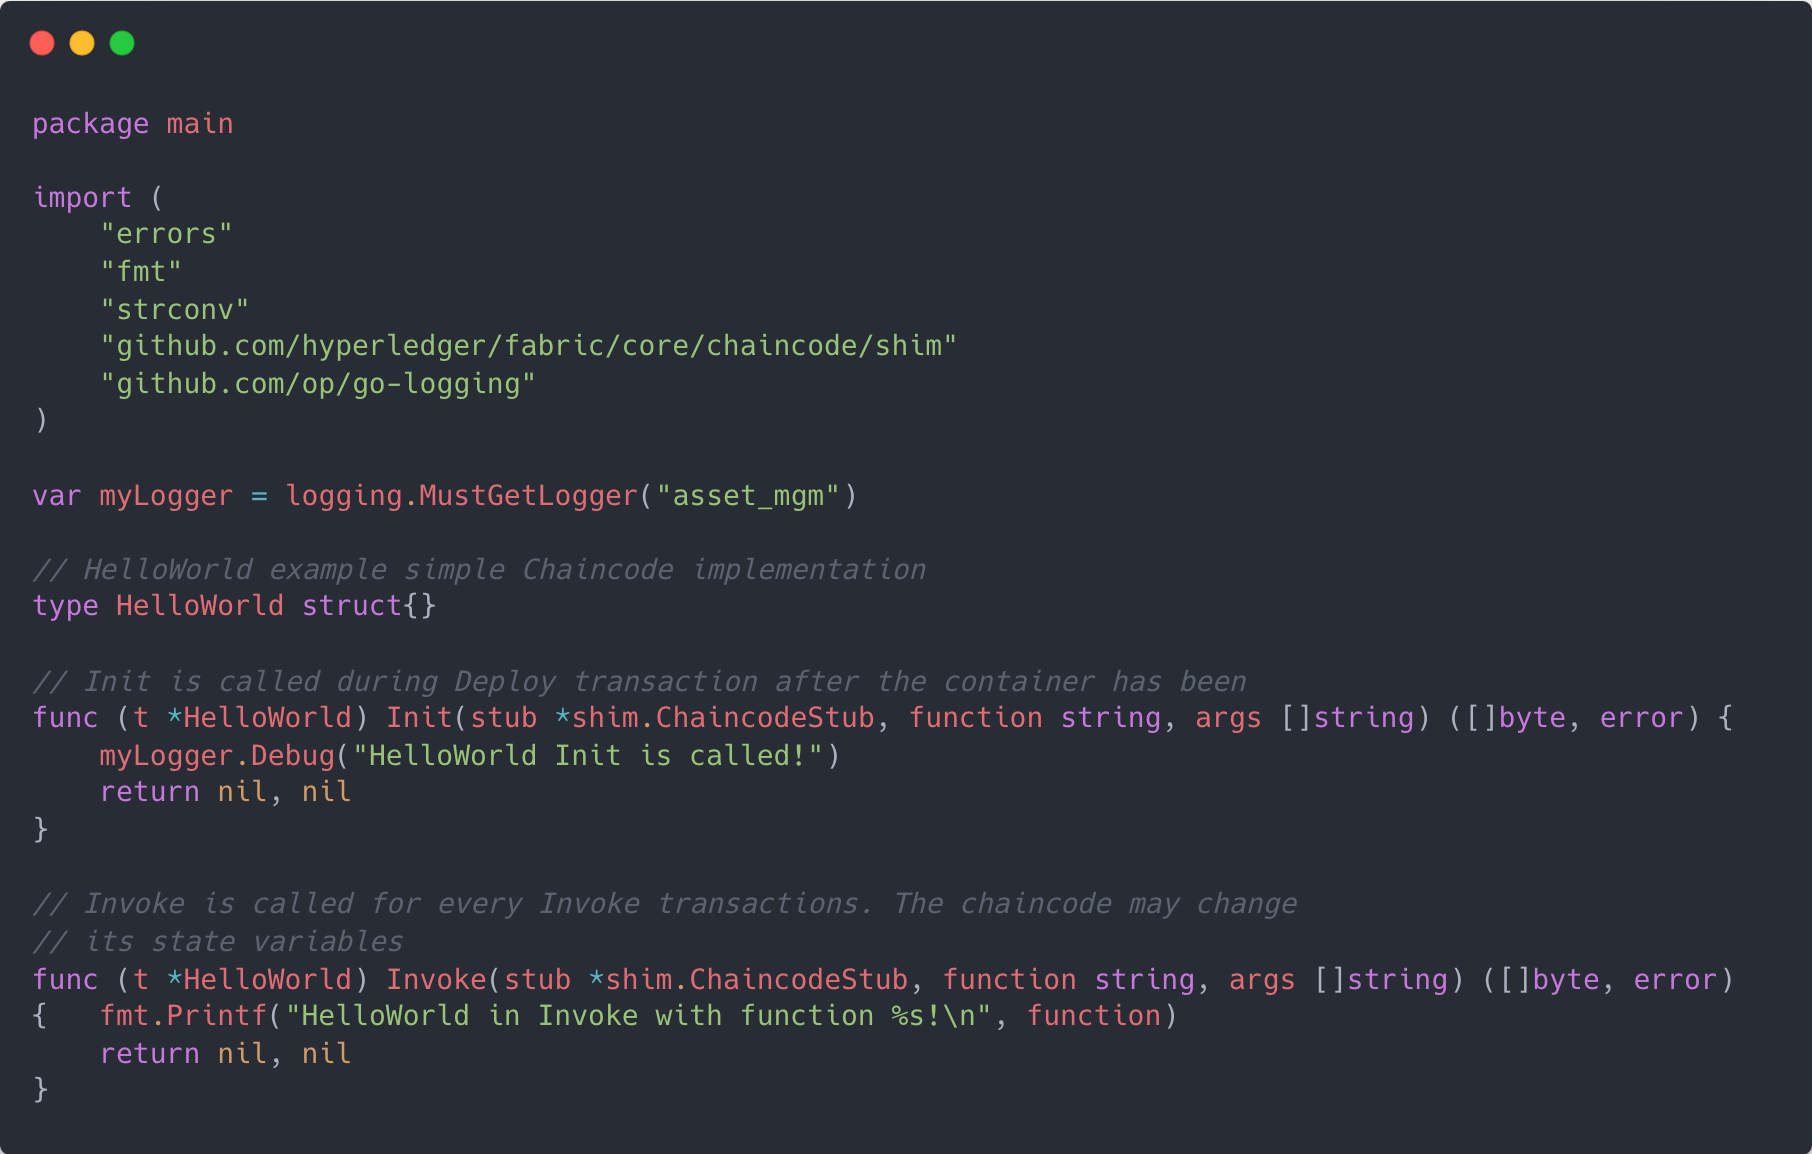 package main
import (
"errors"
"fmt"
"strconv"
"github.com/hyperledger/fabric/core/chaincode/shim"
"github.com/op/go-logging"
)
var myLogger = logging.MustGetLogger("asset_mgm")
// HelloWorld example simple Chaincode implementation
type HelloWorld struct{}
// Init is called during Deploy transaction after the container has been
func (t *HelloWorld) Init(stub *shim.ChaincodeStub, function string, args []string) ([]byte, error) {
myLogger.Debug("HelloWorld Init is called!")
return nil, nil
}
// Invoke is called for every Invoke transactions. The chaincode may change
// its state variables
func (t *HelloWorld) Invoke(stub *shim.ChaincodeStub, function string, args []string) ([]byte, error)
{   fmt.Printf("HelloWorld in Invoke with function %s!\n", function)
return nil, nil
}